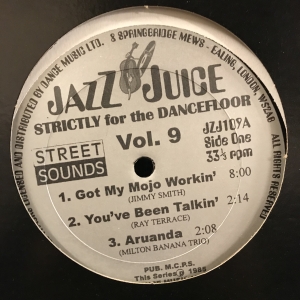 AND DISTRIBUTED BY DANCE MUSIC LTD. 8 SPRINGBRIDGE MEWS - EALING, LONDON, W52AB
ALL RIGHTS RESERVED
JAZZ JUICE
STRICTLY for the DANCEFLOOR
STREET
SOUNDS
Vol. 9
JZJ109A
Side One
33⅓ rpm
1. Got My Mojo Workin' 8:00
(JIMMY SMITH)
2. You've Been Talkin' 2:14
(RAY TERRACE)
3. Aruanda 2:08
(MILTON BANANA TRIO)
PUB. M.C.P.S.
This Series